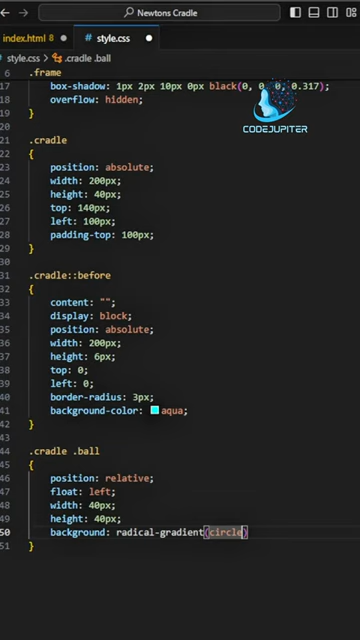 Newtons Cradle
index.html 8
style.css
style.css > .cradle .ball
6 .frame
17 box-shadow: 1px 2px 10px 0px black(0, 0, 0, 0.317);
18 overflow: hidden;
19 }
20
21 .cradle
22 {
23 position: absolute;
24 width: 200px;
25 height: 40px;
26 top: 140px;
27 left: 100px;
28 padding-top: 100px;
29 }
30
31 .cradle::before
32 {
33 content: "";
34 display: block;
35 position: absolute;
36 width: 200px;
37 height: 6px;
38 top: 0;
39 left: 0;
40 border-radius: 3px;
41 background-color: aqua;
42 }
43
44 .cradle .ball
45 {
46 position: relative;
47 float: left;
48 width: 40px;
49 height: 40px;
50 background: radical-gradient(circle)
51 }
CODEJUPITER